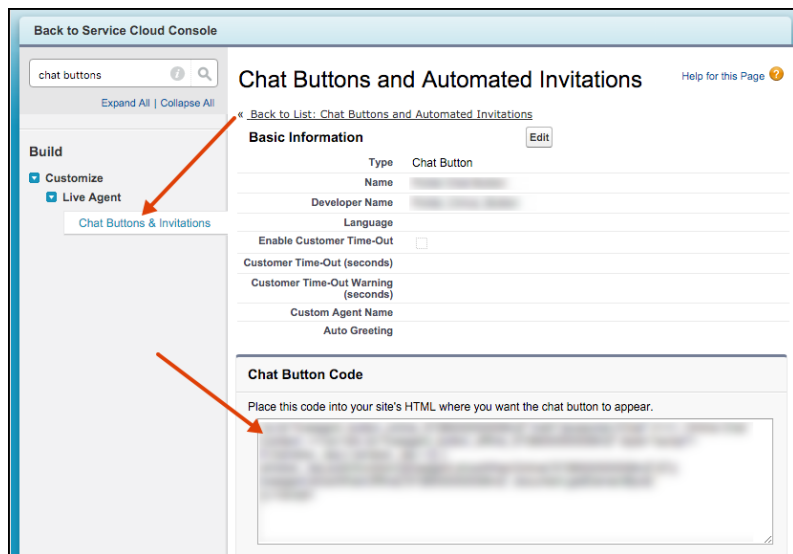 Back to Service Cloud Console
chat buttons
Expand All | Collapse All
Build
Customize
Live Agent
Chat Buttons & Invitations
Chat Buttons and Automated Invitations
Help for this Page
« Back to List: Chat Buttons and Automated Invitations
Basic Information
Edit
Type Chat Button
Name
Developer Name
Language
Enable Customer Time-Out
Customer Time-Out (seconds)
Customer Time-Out Warning
(seconds)
Custom Agent Name
Auto Greeting
Chat Button Code
Place this code into your site's HTML where you want the chat button to appear.